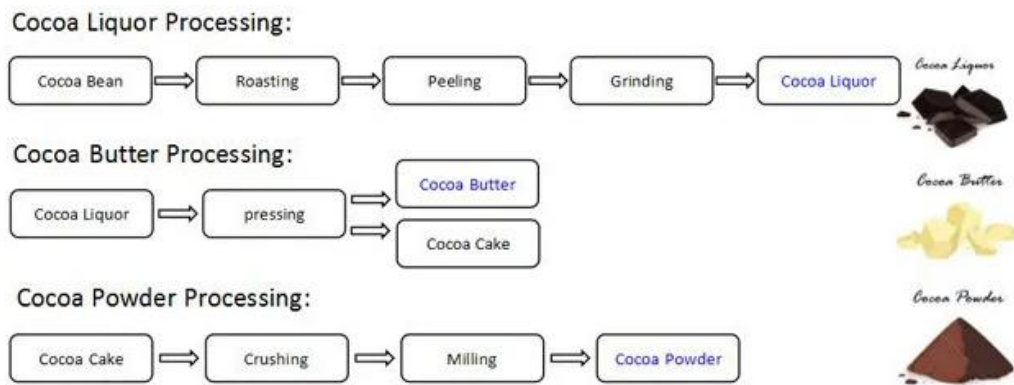 Cocoa Liquor Processing:
Cocoa Bean Roasting Peeling Grinding Cocoa Liquor
Cocoa Liquor
Cocoa Butter Processing:
Cocoa Liquor pressing Cocoa Butter
Cocoa Cake
Cocoa Butter
Cocoa Powder Processing:
Cocoa Cake Crushing Milling Cocoa Powder
Cocoa Powder